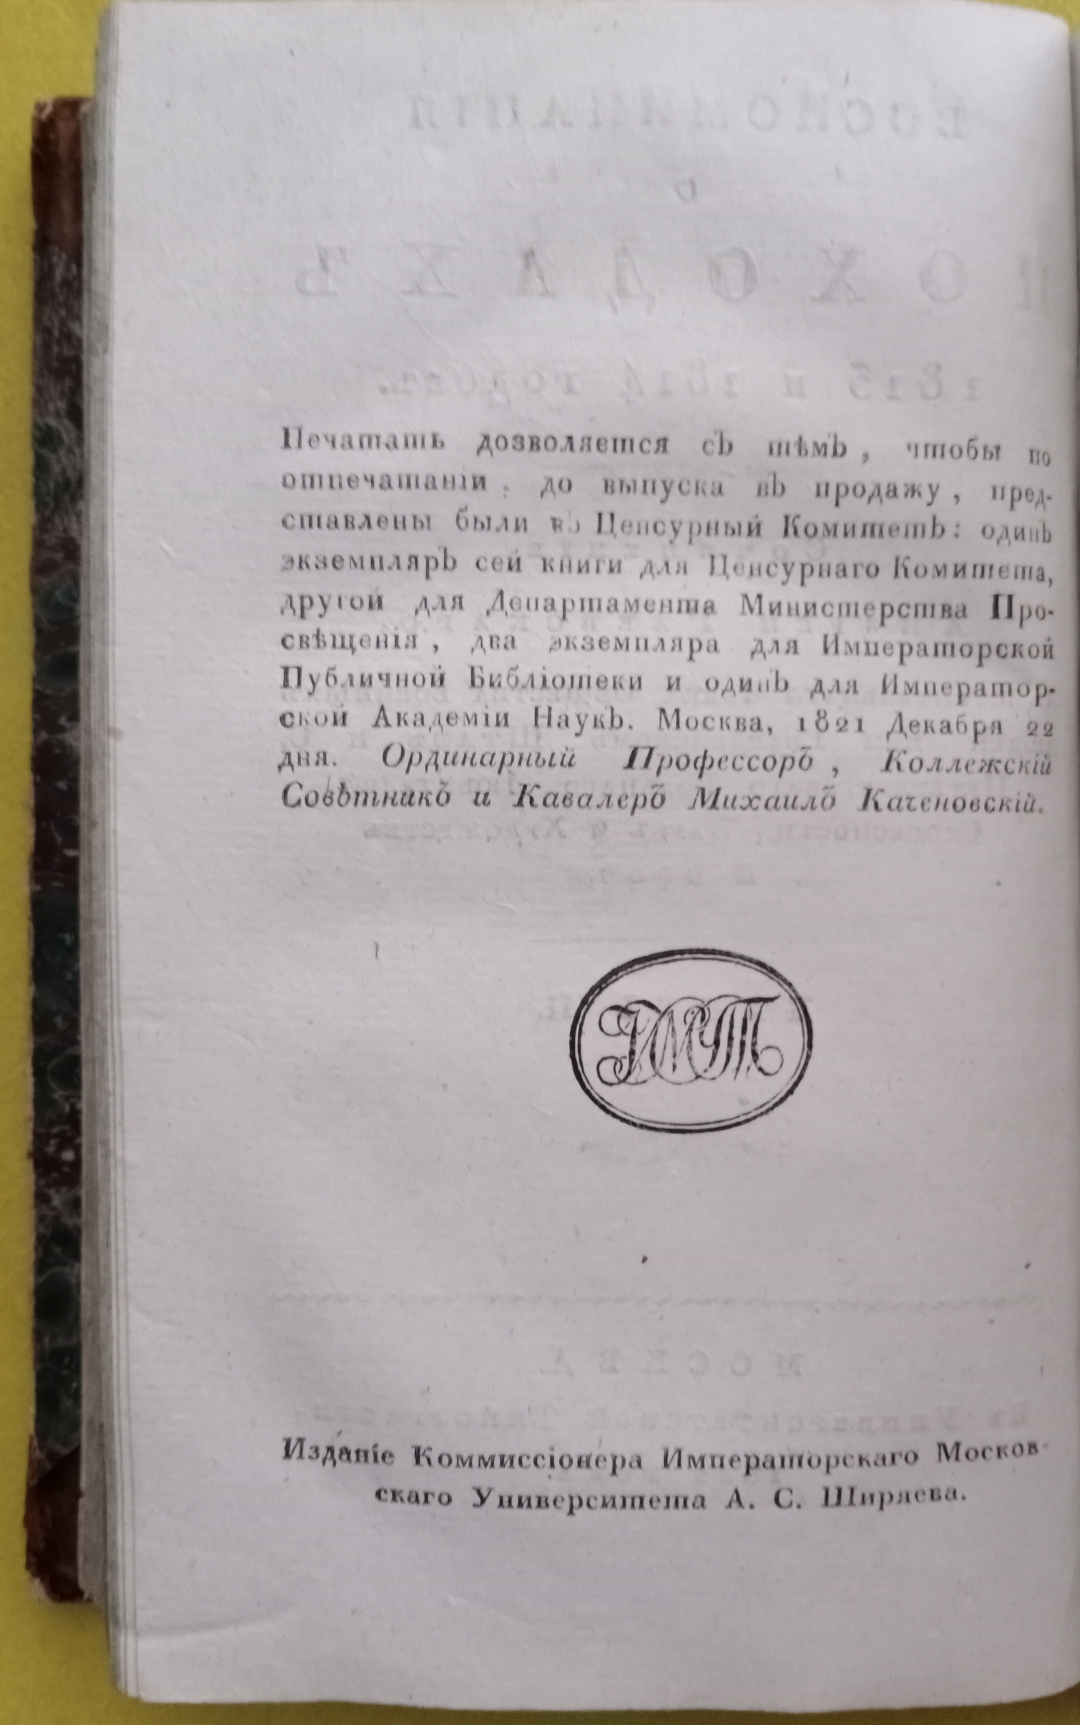 Печатать дозволяется съ тѣмъ, чтобы по
отпечатаніи, до выпуска въ продажу, пред-
ставлены были въ Ценсурный Комитетъ: одинъ
экземпляръ сей книги для Ценсурнаго Комитета,
другой для Департамента Министерства Про-
свѣщенія, два экземпляра для Императорской
Публичной Библіотеки и одинъ для Император-
ской Академіи Наукъ. Москва, 1821 Декабря 22
дня. Ординарный Профессоръ, Коллежскій
Совѣтникъ и Кавалеръ Михаилъ Каченовскій.
Изданіе Коммиссіонера Императорскаго Москов-
скаго Университета А. С. Ширяева.